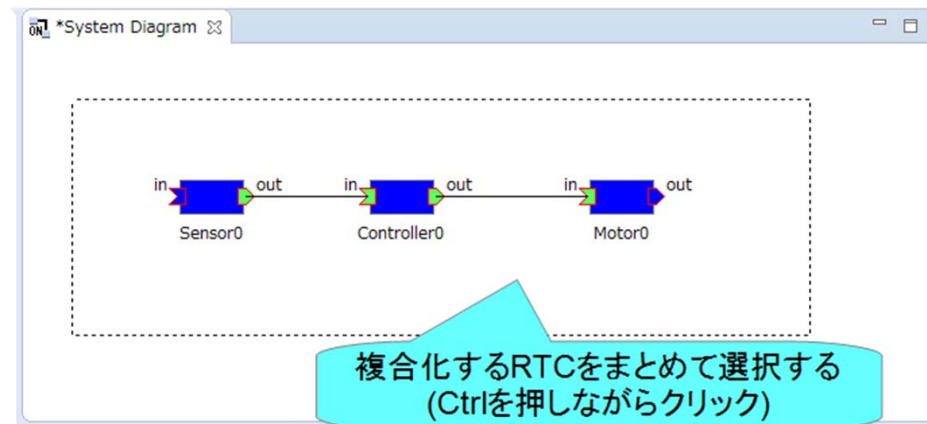 ON *System Diagram
in out in out in out
Sensor0 Controller0 Motor0
複合化するRTCをまとめて選択する
(Ctrlを押しながらクリック)